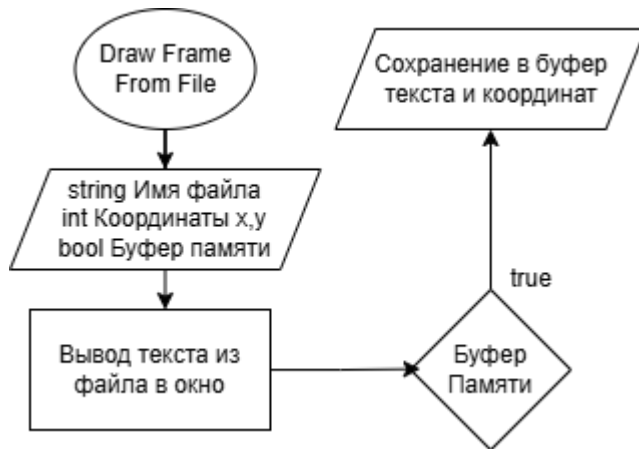 Draw Frame
From File
string Имя файла
int Координаты x,y
bool Буфер памяти
Вывод текста из
файла в окно
Буфер
Памяти
true
Сохранение в буфер
текста и координат